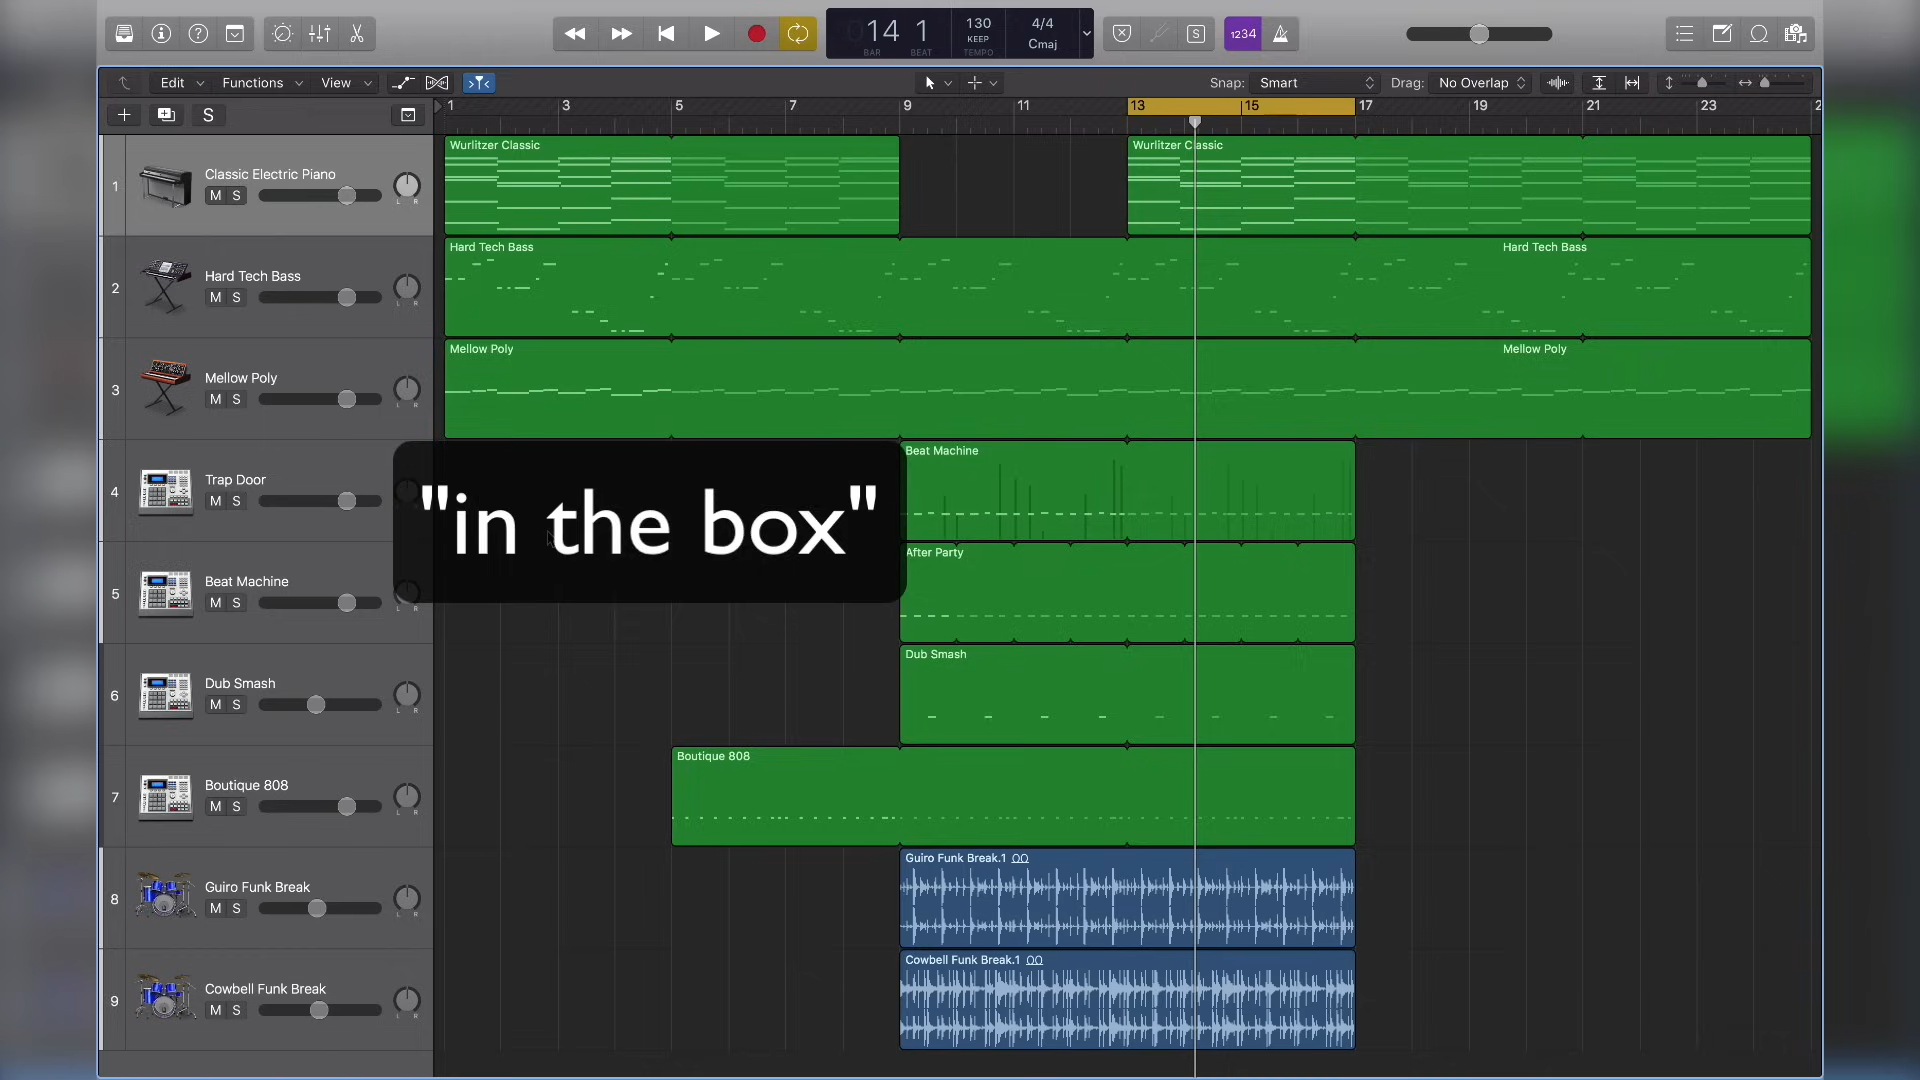 14 1
BAR BEAT
130
KEEP
TEMPO
4/4
Cmaj
S
1234
Edit Functions View
Snap: Smart
Drag: No Overlap
S
1 3 5 7 9 11 13 15 17 19 21 23 2
1
Classic Electric Piano
M S
L R
Wurlitzer Classic
Wurlitzer Classic
2
Hard Tech Bass
M S
L R
Hard Tech Bass
Hard Tech Bass
3
Mellow Poly
M S
L R
Mellow Poly
Mellow Poly
4
Trap Door
M S
Beat Machine
"in the box"
5
Beat Machine
M S
L R
After Party
6
Dub Smash
M S
L R
Dub Smash
7
Boutique 808
M S
L R
Boutique 808
8
Guiro Funk Break
M S
L R
Guiro Funk Break.1
9
Cowbell Funk Break
M S
L R
Cowbell Funk Break.1